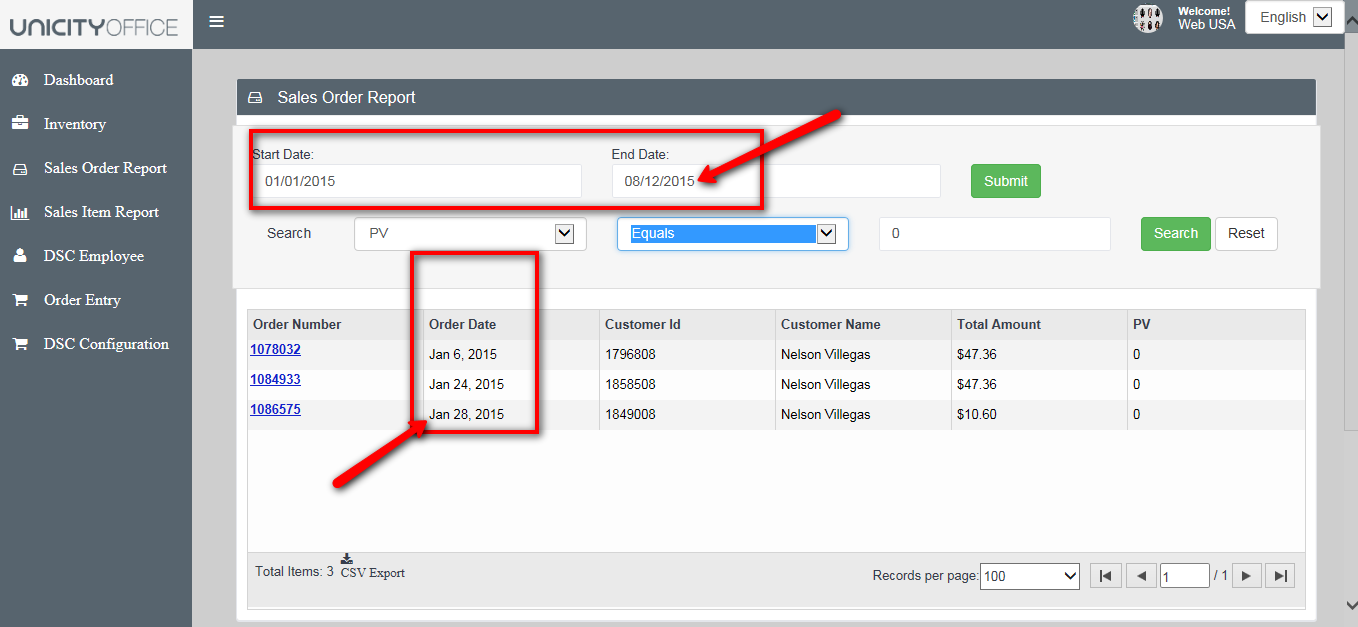 UNICITYOFFICE
Welcome!
Web USA
English
Dashboard
Inventory
Sales Order Report
Sales Item Report
DSC Employee
Order Entry
DSC Configuration
Sales Order Report
Start Date: End Date:
01/01/2015 08/12/2015 Submit
Search PV Equals 0 Search Reset
Order Number Order Date Customer Id Customer Name Total Amount PV
1078032 Jan 6, 2015 1796808 Nelson Villegas $47.36 0
1084933 Jan 24, 2015 1858508 Nelson Villegas $47.36 0
1086575 Jan 28, 2015 1849008 Nelson Villegas $10.60 0
Total Items: 3 CSV Export Records per page: 100 1 / 1